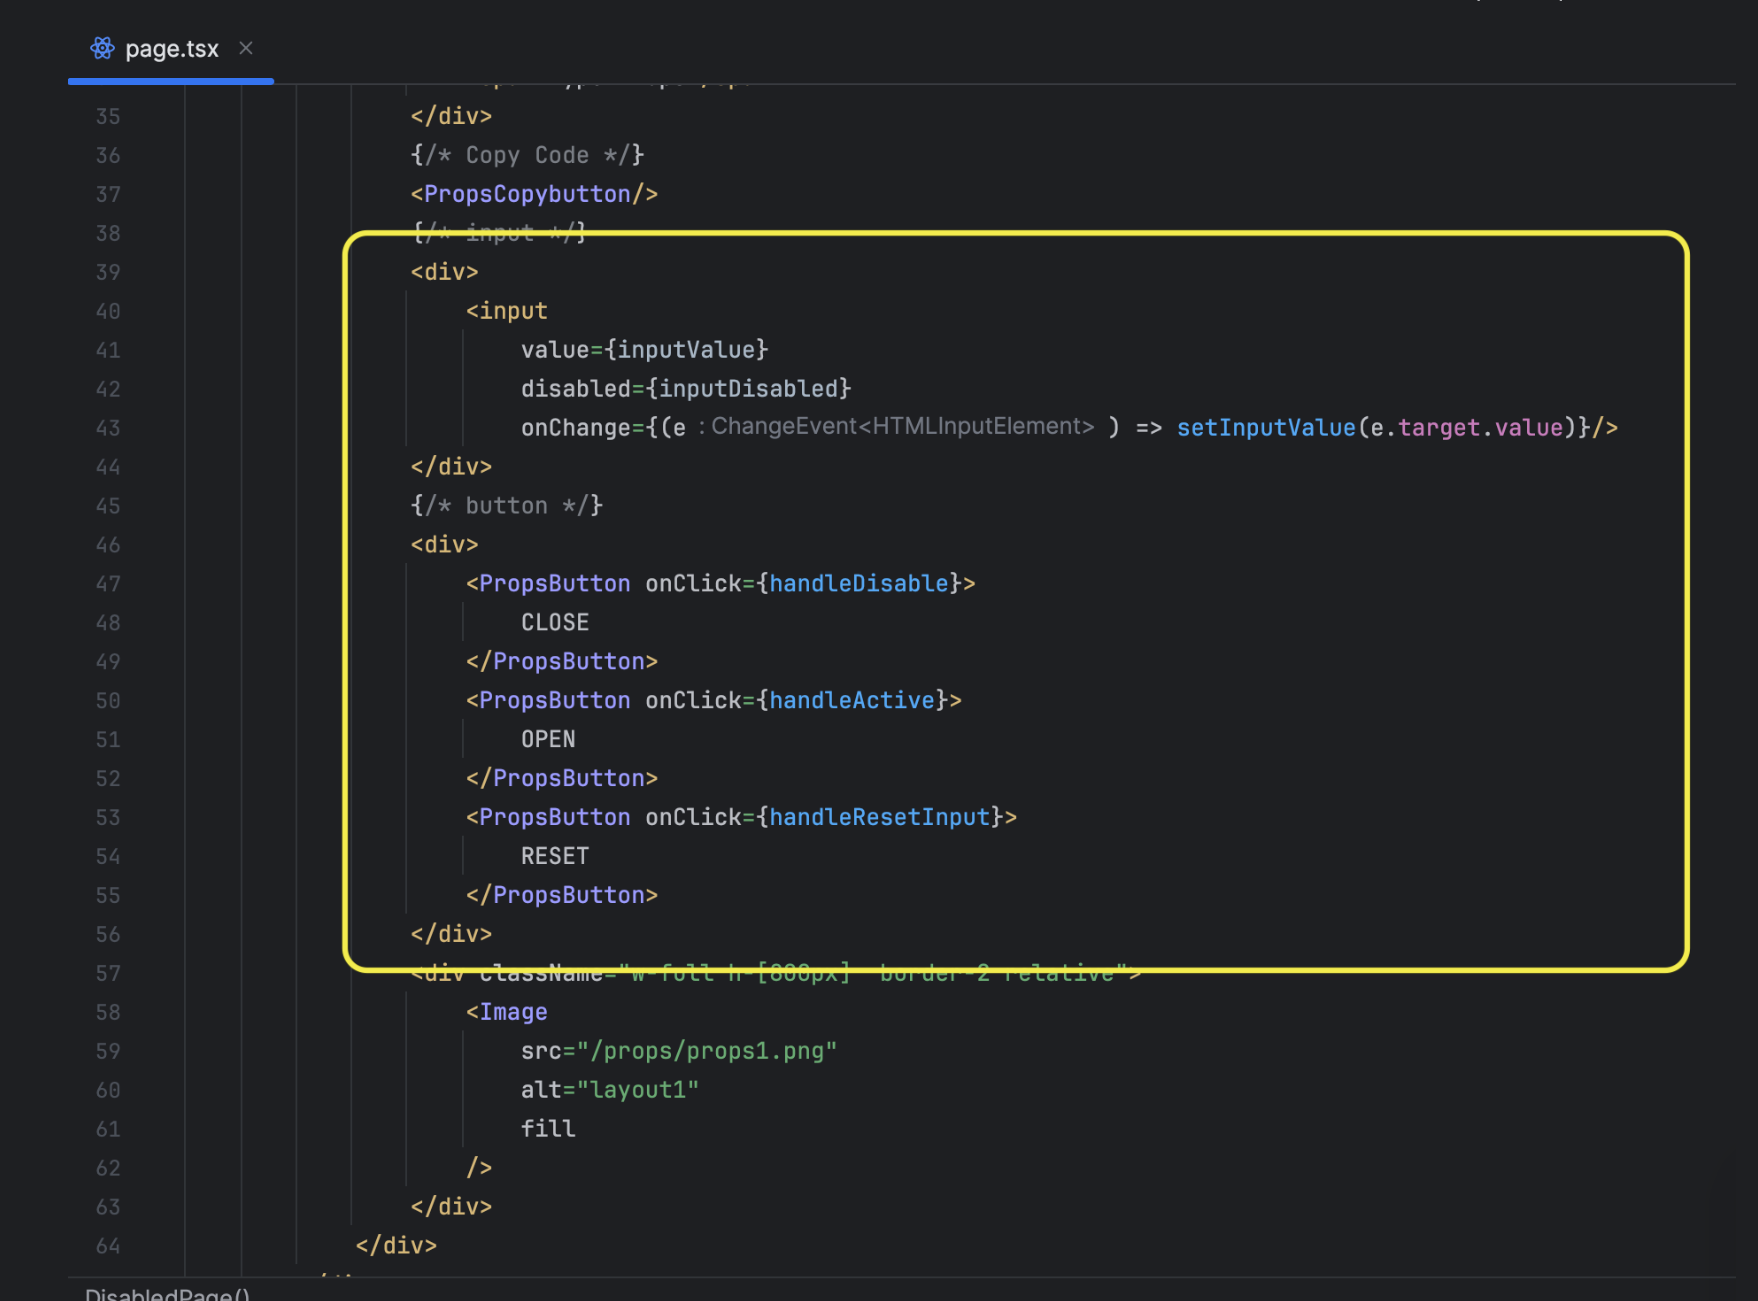 page.tsx
35 </div>
36 {/* Copy Code */}
37 <PropsCopybutton/>
38 {/* input */}
39 <div>
40 <input
41 value={inputValue}
42 disabled={inputDisabled}
43 onChange={(e : ChangeEvent<HTMLInputElement> ) => setInputValue(e.target.value)}/>
44 </div>
45 {/* button */}
46 <div>
47 <PropsButton onClick={handleDisable}>
48 CLOSE
49 </PropsButton>
50 <PropsButton onClick={handleActive}>
51 OPEN
52 </PropsButton>
53 <PropsButton onClick={handleResetInput}>
54 RESET
55 </PropsButton>
56 </div>
57 <div className="w-foll h-[800px] border-2 relative">
58 <Image
59 src="/props/props1.png"
60 alt="layout1"
61 fill
62 />
63 </div>
64 </div>
DisabledPage()